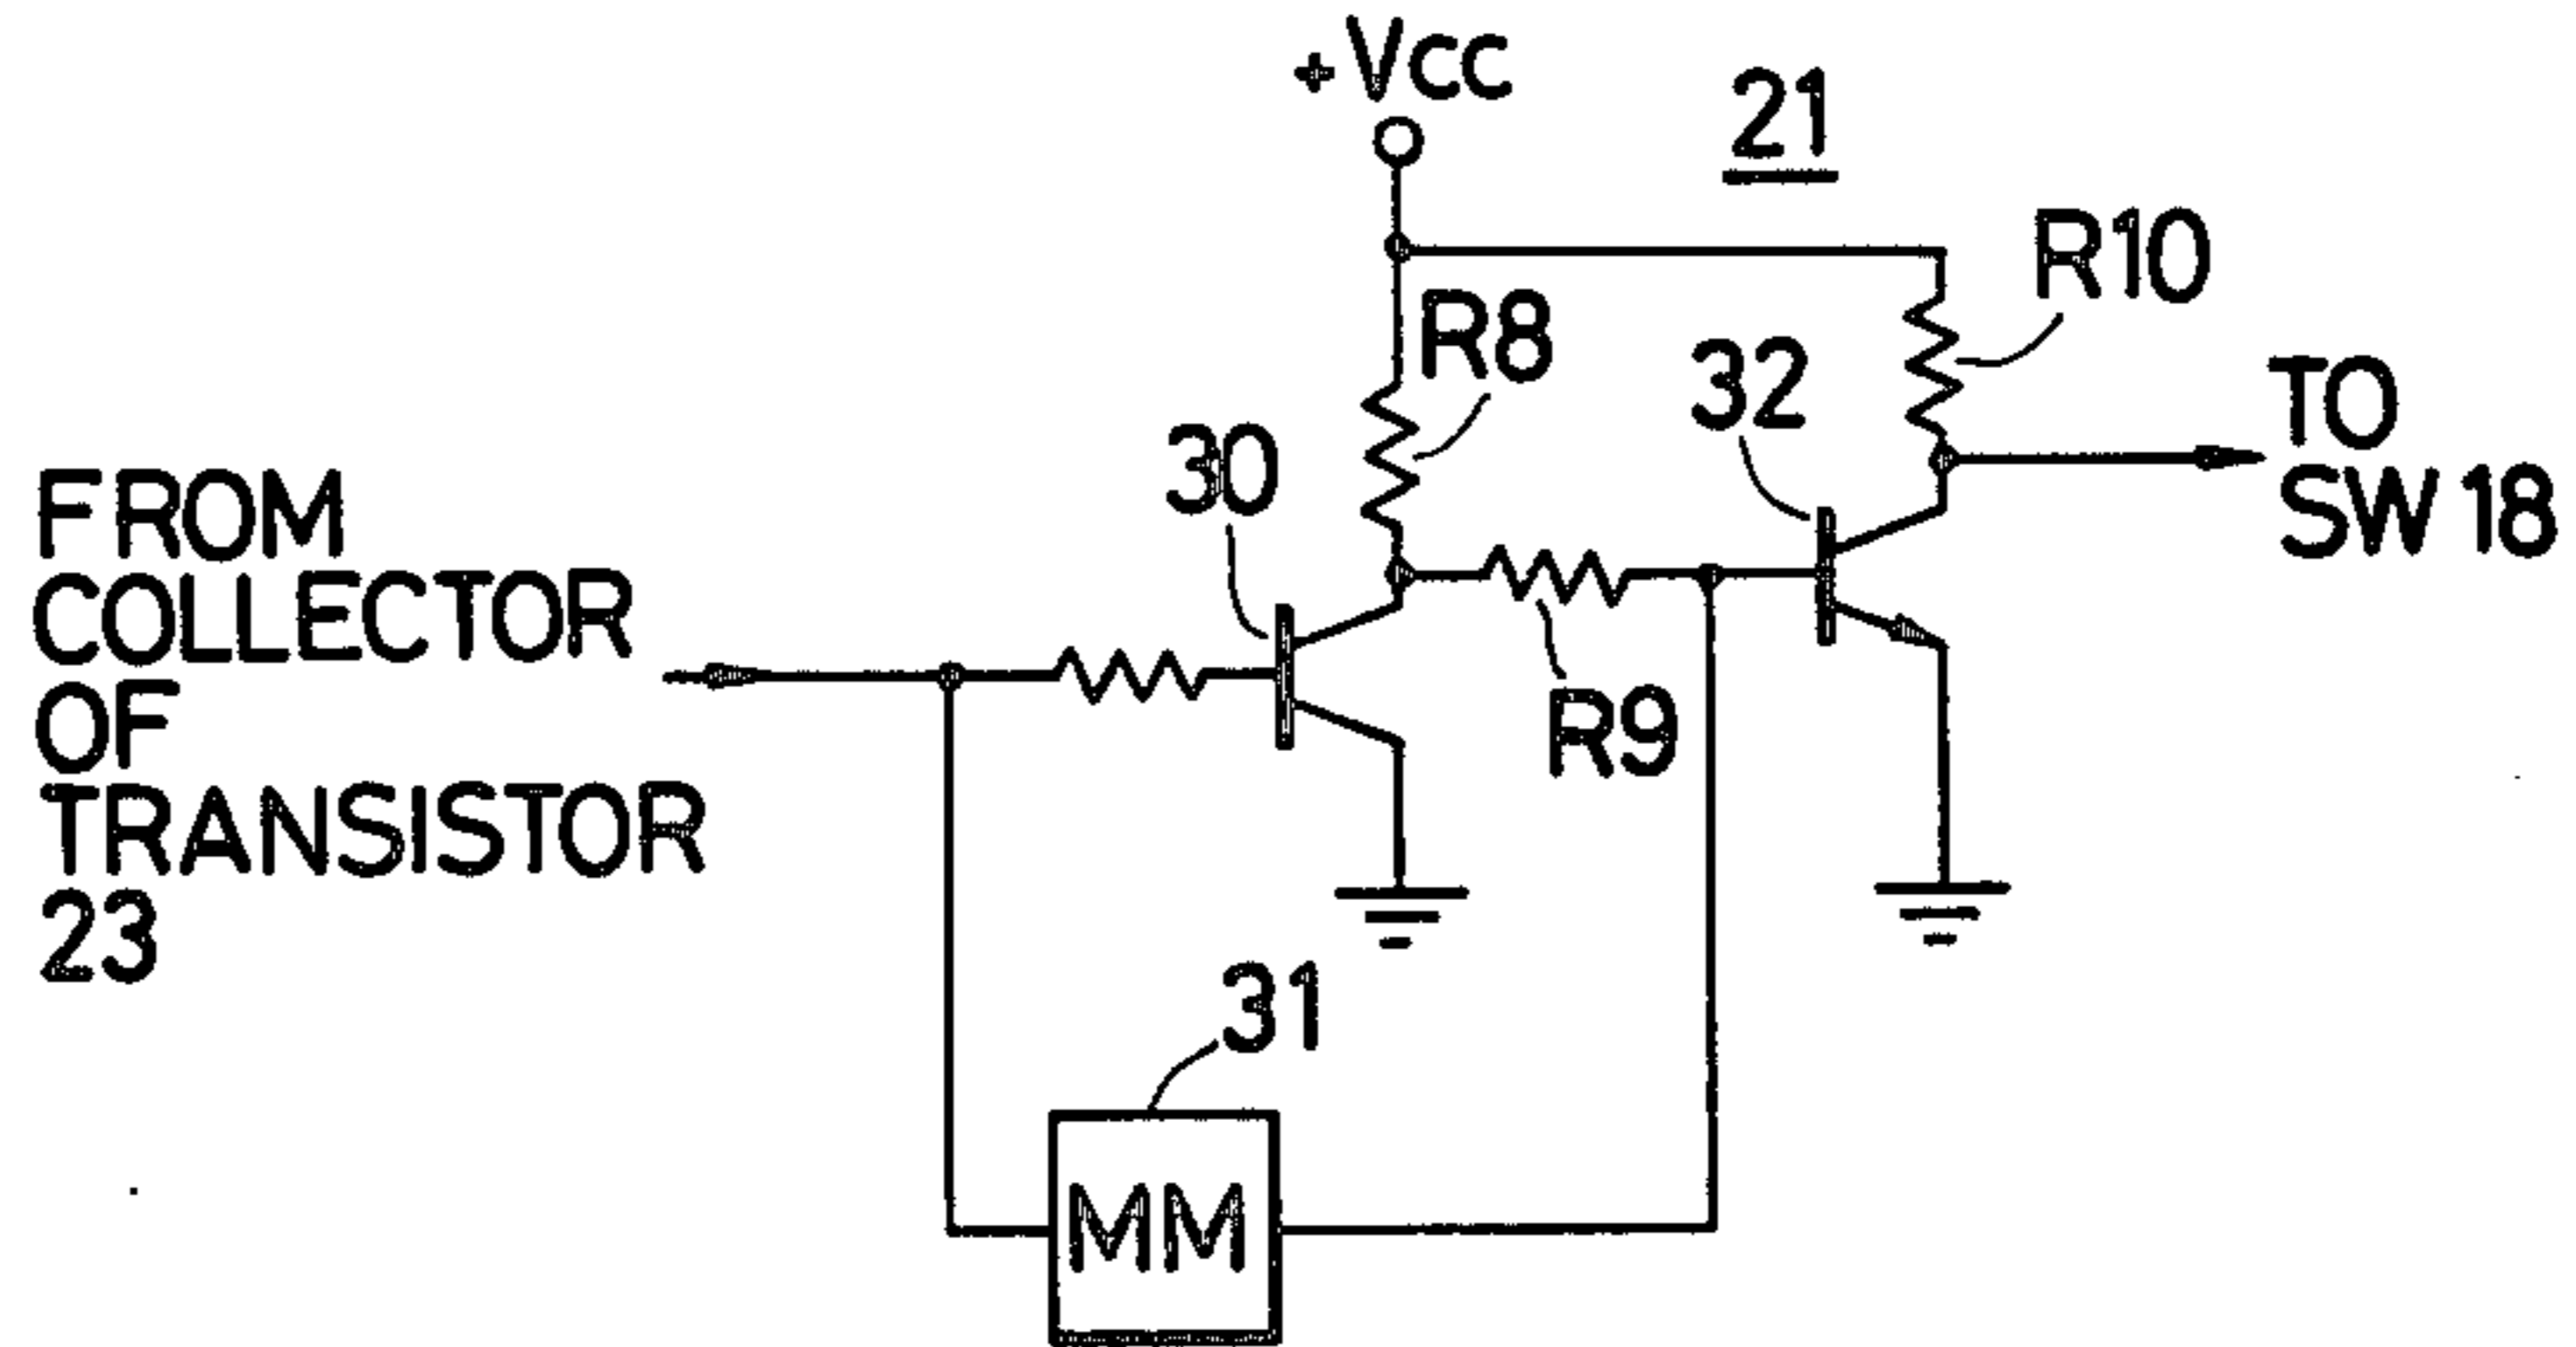 +Vcc
21
R10
R8
32
30
TO
SW 18
FROM
COLLECTOR
OF
TRANSISTOR
23
R9
31
MM